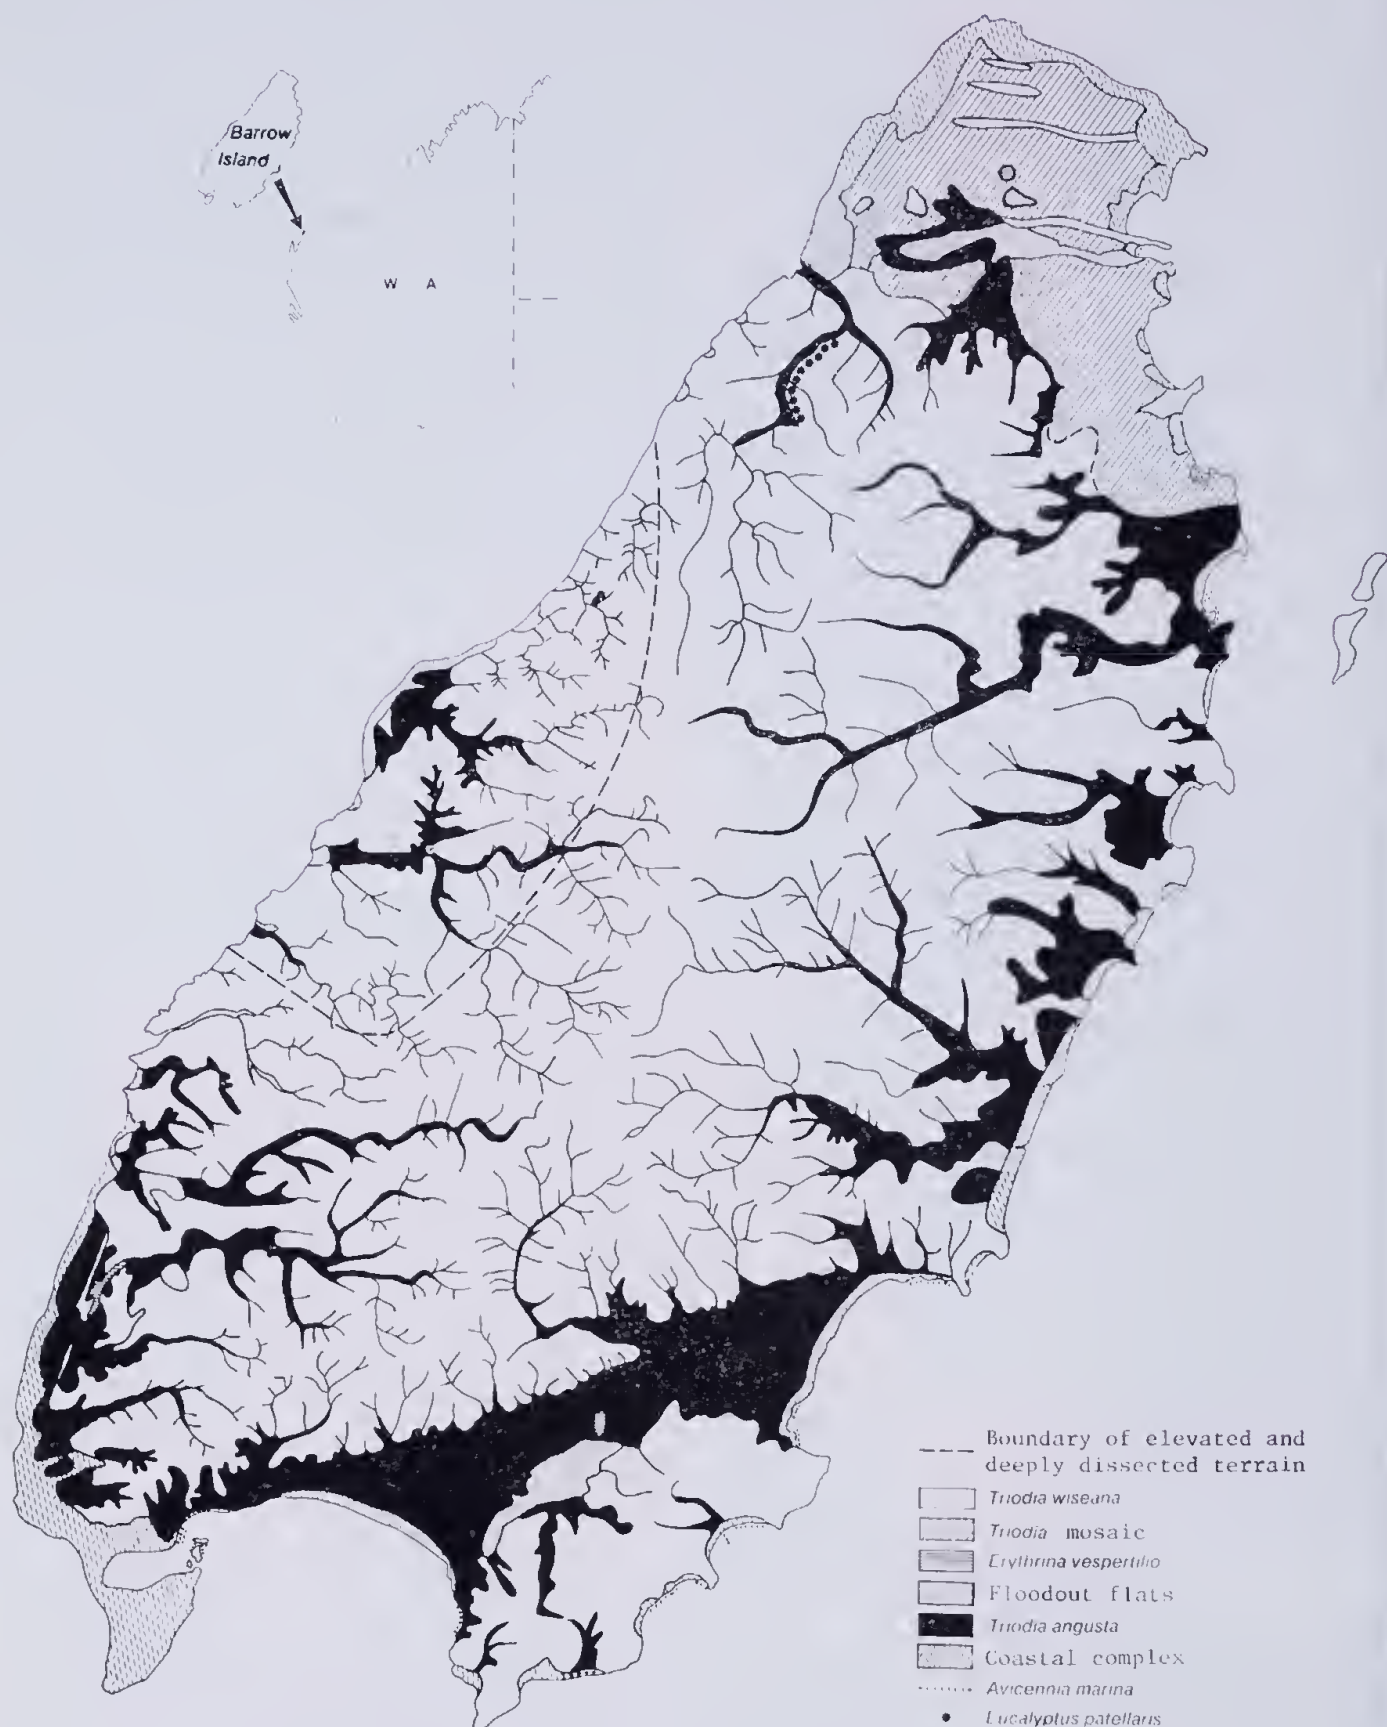 Barrow
Island
W A
Boundary of elevated and
deeply dissected terrain
Triodia wiseana
Triodia mosaic
Erythrina vespertilio
Floodout flats
Triodia angusta
Coastal complex
Avicennia marina
Eucalyptus patellaris